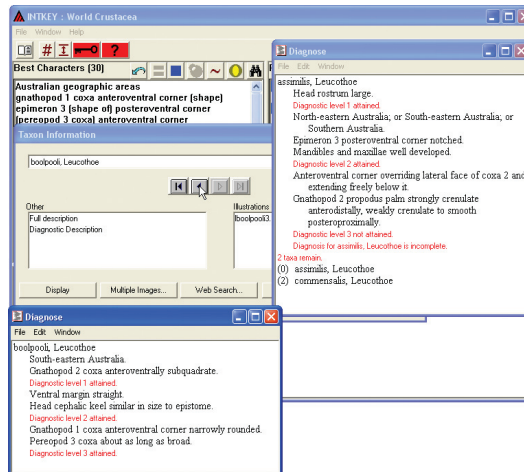 INTKEY : World Crustacea
File Window Help
Best Characters (30)
Australian geographic areas
gnathopod 1 coxa anteroventral corner (shape)
epimeron 3 (shape of) posteroventral corner
(pereopod 3 coxa) anteroventral corner
Taxon Information
boolpooli, Leucothoe
Other
Full description
Diagnostic Description
Illustrations
lboolpooli3.
Display
Multiple Images...
Web Search...
Diagnose
File Edit Window
assimilis, Leucothoe
Head rostrum large.
Diagnostic level 1 attained.
North-eastern Australia; or South-eastern Australia; or
Southern Australia.
Epimeron 3 posteroventral corner notched.
Mandibles and maxillae well developed.
Diagnostic level 2 attained.
Anteroventral corner overriding lateral face of coxa 2 and
extending freely below it.
Gnathopod 2 propodus palm strongly crenulate
anterodistally, weakly crenulate to smooth
posteroproximally.
Diagnostic level 3 not attained.
Diagnosis for assimilis, Leucothoe is incomplete.
2 taxa remain.
(0) assimilis, Leucothoe
(2) commensalis, Leucothoe
Diagnose
File Edit Window
boolpooli, Leucothoe
South-eastern Australia.
Gnathopod 2 coxa anteroventrally subquadrate.
Diagnostic level 1 attained.
Ventral margin straight.
Head cephalic keel similar in size to epistome.
Diagnostic level 2 attained.
Gnathopod 1 coxa anteroventral corner narrowly rounded.
Pereopod 3 coxa about as long as broad.
Diagnostic level 3 attained.